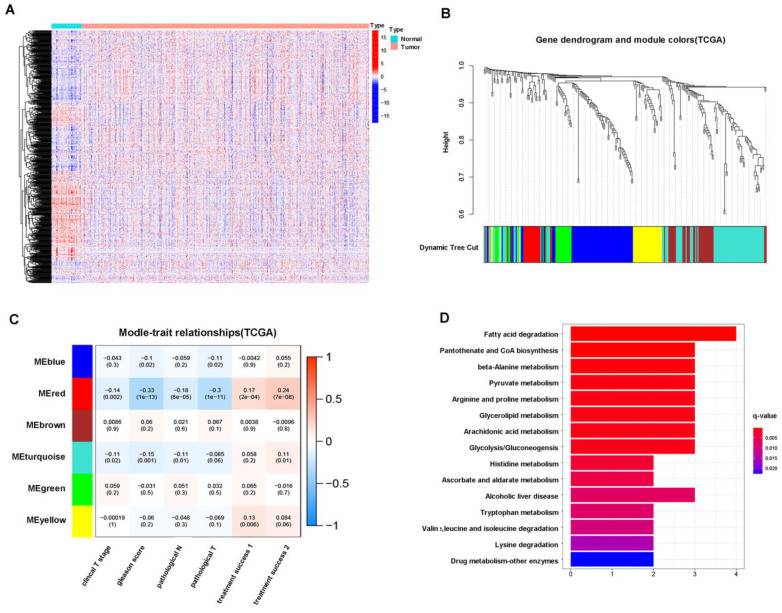 A
Type
15
10
5
0
−5
−10
−15
Type
Normal
Tumor
B
Gene dendrogram and module colors(TCGA)
Height
1.0
0.9
0.8
0.7
0.6
Dynamic Tree Cut
C
Modle-trait relationships(TCGA)
MEblue
−0.043 −0.1 −0.059 −0.11 −0.0042 0.055
(0.3) (0.02) (0.2) (0.02) (0.9) (0.2)
MEred
−0.14 −0.33 −0.18 −0.3 0.17 0.24
(0.002) (1e−13) (6e−05) (1e−11) (2e−04) (7e−08)
MEbrown
0.0086 0.06 0.021 0.067 0.0038 −0.0096
(0.9) (0.2) (0.6) (0.1) (0.9) (0.8)
MEturquoise
−0.11 −0.15 −0.11 −0.085 0.058 0.11
(0.02) (0.001) (0.01) (0.06) (0.2) (0.01)
MEgreen
0.059 −0.031 0.051 0.032 0.065 −0.016
(0.2) (0.5) (0.3) (0.5) (0.2) (0.7)
MEyellow
−0.00019 −0.06 −0.048 −0.069 0.13 0.084
(1) (0.2) (0.3) (0.1) (0.006) (0.06)
1
0.5
0
−0.5
−1
clincal T stage
gleason score
pathological N
pathological T
treatment success 1
treatment success 2
D
Fatty acid degradation
Pantothenate and CoA biosynthesis
beta-Alanine metabolism
Pyruvate metabolism
Arginine and proline metabolism
Glycerolipid metabolism
Arachidonic acid metabolism
Glycolysis/Gluconeogensis
Histidine metabolism
Ascorbate and aldarate metabolism
Alcoholic liver disease
Tryptophan metabolism
Valin s,leucine and isoleucine degradation
Lysine degradation
Drug metabolism-other enzymes
0 1 2 3 4
q-value
0.005
0.010
0.015
0.020